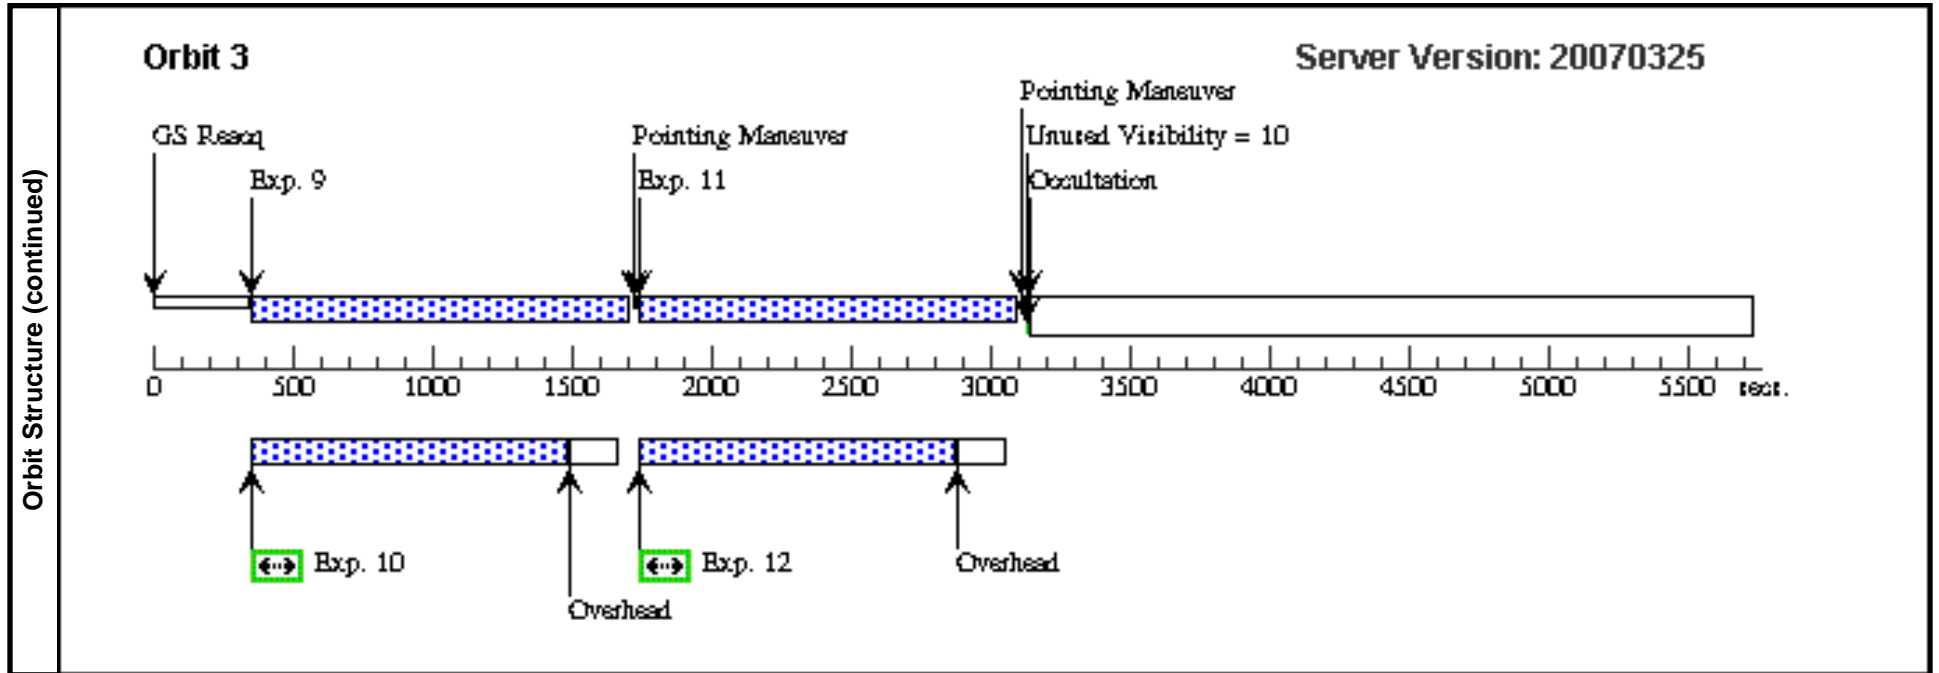 Orbit Structure (continued)
Orbit 3
Server Version: 20070325
Pointing Maneuver
GS Reacq
Pointing Maneuver
Unused Visibility = 10
Exp. 9
Exp. 11
Occultation
0 500 1000 1500 2000 2500 3000 3500 4000 4500 5000 5500 secs.
Exp. 10
Exp. 12
Overhead
Overhead